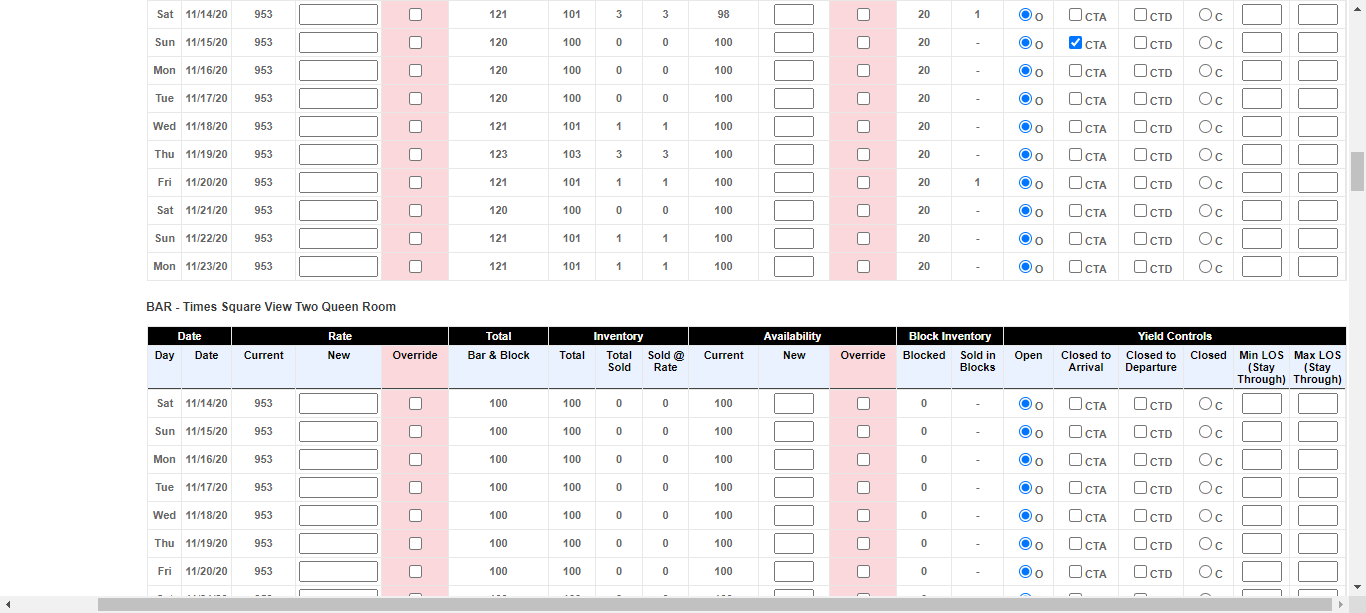 Sat 11/14/20 953 121 101 3 3 98 20 1 O CTA CTD C
Sun 11/15/20 953 120 100 0 0 100 20 - O CTA CTD C
Mon 11/16/20 953 120 100 0 0 100 20 - O CTA CTD C
Tue 11/17/20 953 120 100 0 0 100 20 - O CTA CTD C
Wed 11/18/20 953 121 101 1 1 100 20 - O CTA CTD C
Thu 11/19/20 953 123 103 3 3 100 20 - O CTA CTD C
Fri 11/20/20 953 121 101 1 1 100 20 1 O CTA CTD C
Sat 11/21/20 953 120 100 0 0 100 20 - O CTA CTD C
Sun 11/22/20 953 121 101 1 1 100 20 - O CTA CTD C
Mon 11/23/20 953 121 101 1 1 100 20 - O CTA CTD C
BAR - Times Square View Two Queen Room
Date Rate Total Inventory Availability Block Inventory Yield Controls
Day Date Current New Override Bar & Block Total Total Sold @ Current New Override Blocked Sold in Open Closed to Closed to Closed Min LOS Max LOS
Sold Rate Blocks Arrival Departure (Stay (Stay
Through) Through)
Sat 11/14/20 953 100 100 0 0 100 0 - O CTA CTD C
Sun 11/15/20 953 100 100 0 0 100 0 - O CTA CTD C
Mon 11/16/20 953 100 100 0 0 100 0 - O CTA CTD C
Tue 11/17/20 953 100 100 0 0 100 0 - O CTA CTD C
Wed 11/18/20 953 100 100 0 0 100 0 - O CTA CTD C
Thu 11/19/20 953 100 100 0 0 100 0 - O CTA CTD C
Fri 11/20/20 953 100 100 0 0 100 0 - O CTA CTD C